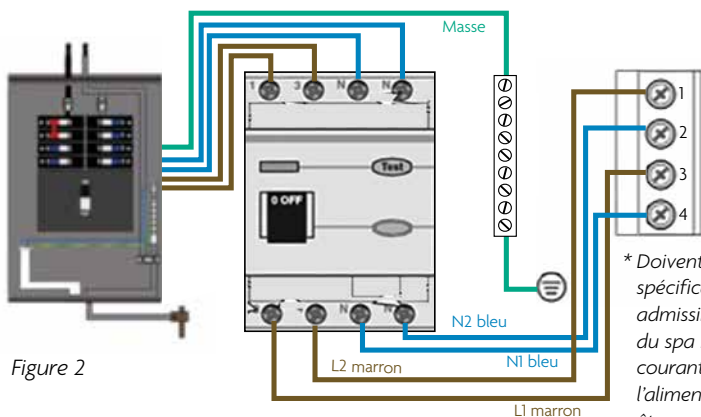 Masse
1 3 N N
Test
0 OFF
N N
1
2
3
4
* Doivent
spécifica
admissi
du spa
courant
l'alimen
N2 bleu
N1 bleu
L2 marron
L1 marron
Figure 2